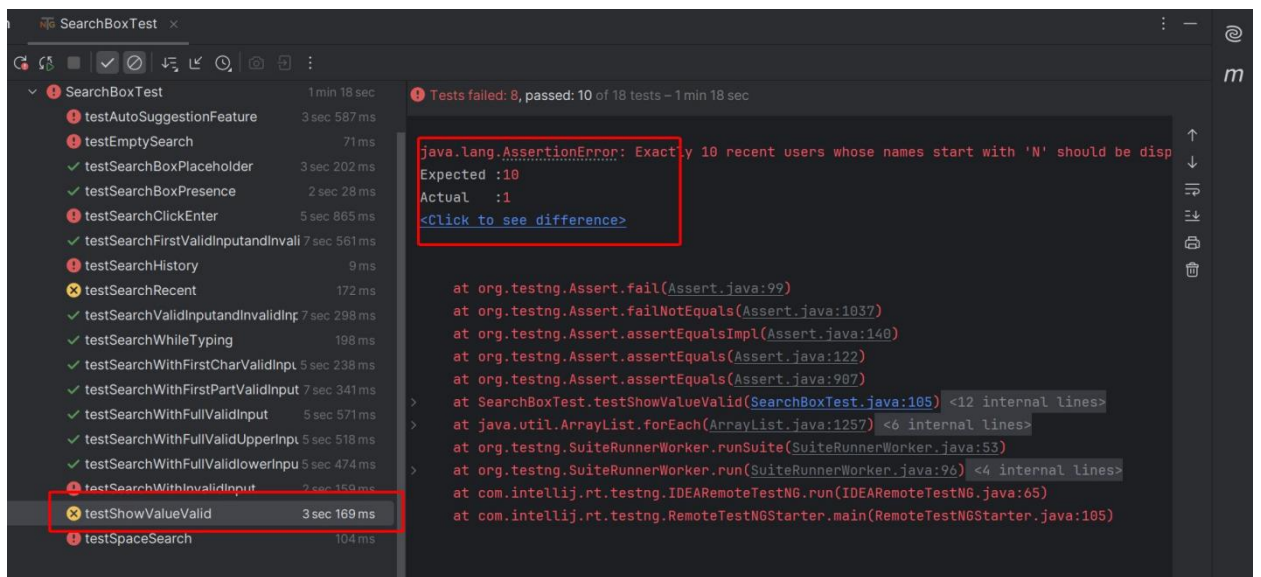 SearchBoxTest
SearchBoxTest 1 min 18 sec
testAutoSuggestionFeature 3 sec 587 ms
testEmptySearch 71 ms
testSearchBoxPlaceholder 3 sec 202 ms
testSearchBoxPresence 2 sec 28 ms
testSearchClickEnter 5 sec 865 ms
testSearchFirstValidInputandInvali 7 sec 561 ms
testSearchHistory 9 ms
testSearchRecent 172 ms
testSearchValidInputandInvalidInp 7 sec 298 ms
testSearchWhileTyping 198 ms
testSearchWithFirstCharValidInpu 5 sec 238 ms
testSearchWithFirstPartValidInput 7 sec 341 ms
testSearchWithFullValidInput 5 sec 571 ms
testSearchWithFullValidUpperInpu 5 sec 518 ms
testSearchWithFullValidlowerInpu 5 sec 474 ms
testSearchWithInvalidInput 2 sec 159 ms
testShowValueValid 3 sec 169 ms
testSpaceSearch 104 ms
Tests failed: 8, passed: 10 of 18 tests – 1 min 18 sec
java.lang.AssertionError: Exactly 10 recent users whose names start with 'N' should be disp
Expected :10
Actual :1
<Click to see difference>
at org.testng.Assert.fail(Assert.java:99)
at org.testng.Assert.failNotEquals(Assert.java:1037)
at org.testng.Assert.assertEqualsImpl(Assert.java:140)
at org.testng.Assert.assertEquals(Assert.java:122)
at org.testng.Assert.assertEquals(Assert.java:907)
at SearchBoxTest.testShowValueValid(SearchBoxTest.java:105) <12 internal lines>
at java.util.ArrayList.forEach(ArrayList.java:1257) <6 internal lines>
at org.testng.SuiteRunnerWorker.runSuite(SuiteRunnerWorker.java:53)
at org.testng.SuiteRunnerWorker.run(SuiteRunnerWorker.java:96) <4 internal lines>
at com.intellij.rt.testng.IDEARemoteTestNG.run(IDEARemoteTestNG.java:65)
at com.intellij.rt.testng.RemoteTestNGStarter.main(RemoteTestNGStarter.java:105)
m